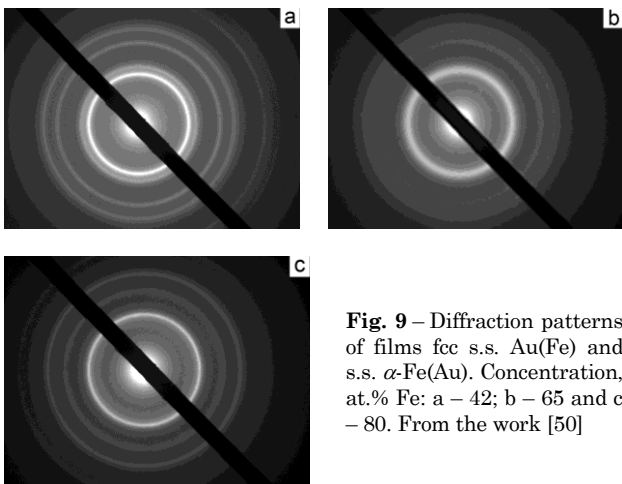 a
b
c
Fig. 9 – Diffraction patterns
of films fcc s.s. Au(Fe) and
s.s. α-Fe(Au). Concentration,
at.% Fe: a – 42; b – 65 and c
– 80. From the work [50]